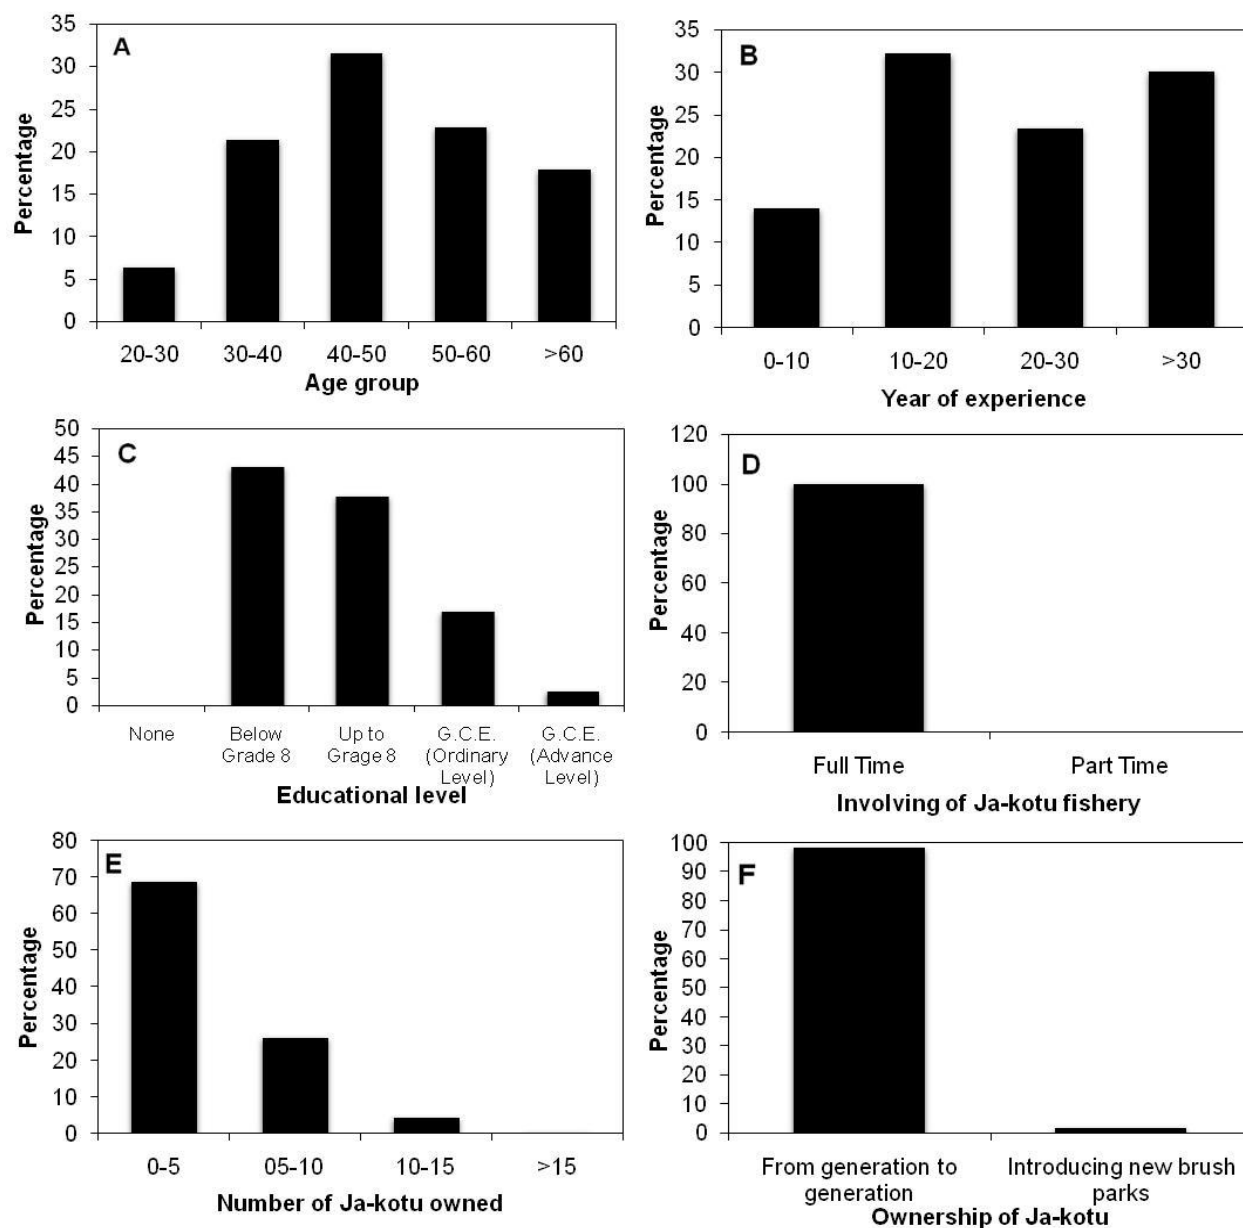 A
Percentage
35
30
25
20
15
10
5
0
20-30 30-40 40-50 50-60 >60
Age group
B
Percentage
35
30
25
20
15
10
5
0
0-10 10-20 20-30 >30
Year of experience
C
Percentage
50
45
40
35
30
25
20
15
10
5
0
None Below Up to G.C.E. G.C.E.
Grade 8 Grage 8 (Ordinary (Advance
Level) Level)
Educational level
D
Percentage
120
100
80
60
40
20
0
Full Time Part Time
Involving of Ja-kotu fishery
E
Percentage
80
70
60
50
40
30
20
10
0
0-5 05-10 10-15 >15
Number of Ja-kotu owned
F
Percentage
100
90
80
70
60
50
40
30
20
10
0
From generation to Introducing new brush
generation parks
Ownership of Ja-kotu